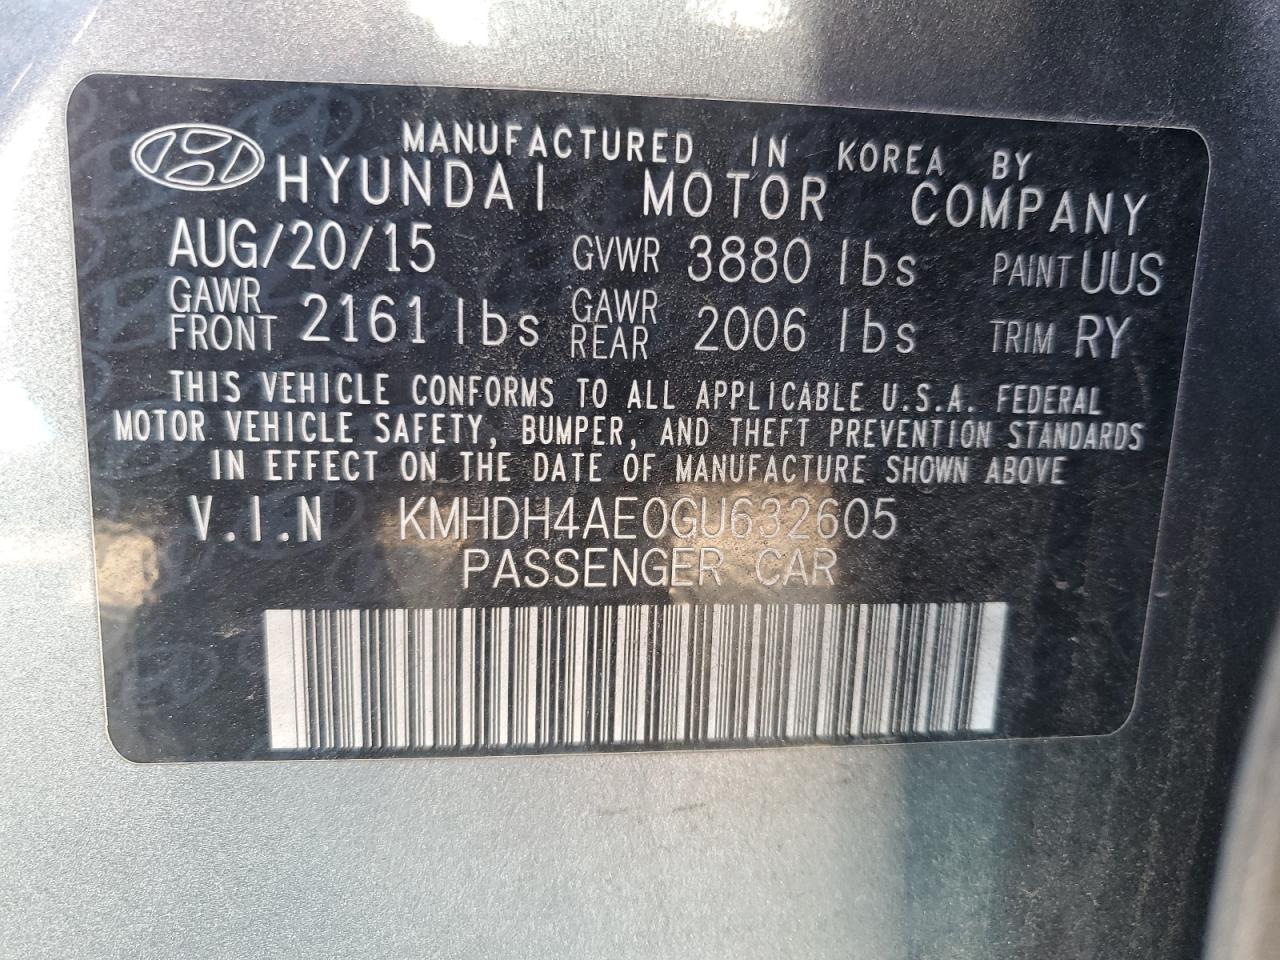 MANUFACTURED IN KOREA BY
HYUNDAI MOTOR COMPANY
AUG/20/15 GVWR 3880 lbs PAINT UUS
GAWR FRONT 2161 lbs GAWR REAR 2006 lbs TRIM RY
THIS VEHICLE CONFORMS TO ALL APPLICABLE U.S.A. FEDERAL
MOTOR VEHICLE SAFETY, BUMPER, AND THEFT PREVENTION STANDARDS
IN EFFECT ON THE DATE OF MANUFACTURE SHOWN ABOVE
V.I.N KMHDH4AE0GU632605
PASSENGER CAR